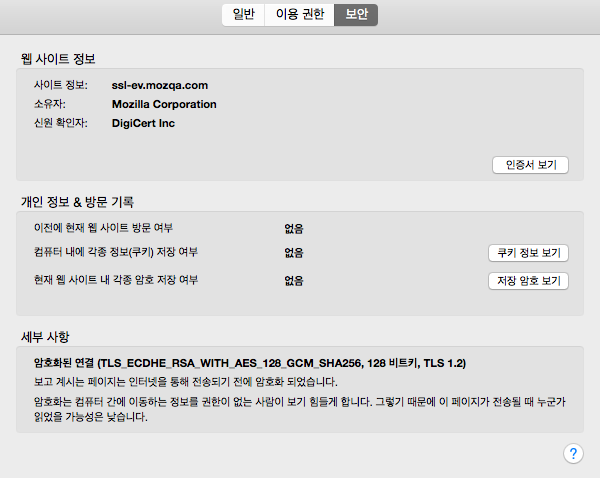 일반 이용 권한 보안
웹 사이트 정보
사이트 정보: ssl-ev.mozqa.com
소유자: Mozilla Corporation
신원 확인자: DigiCert Inc
인증서 보기
개인 정보 & 방문 기록
이전에 현재 웹 사이트 방문 여부 없음
컴퓨터 내에 각종 정보(쿠키) 저장 여부 없음 쿠키 정보 보기
현재 웹 사이트 내 각종 암호 저장 여부 없음 저장 암호 보기
세부 사항
암호화된 연결 (TLS_ECDHE_RSA_WITH_AES_128_GCM_SHA256, 128 비트키, TLS 1.2)
보고 계시는 페이지는 인터넷을 통해 전송되기 전에 암호화 되었습니다.
암호화는 컴퓨터 간에 이동하는 정보를 권한이 없는 사람이 보기 힘들게 합니다. 그렇기 때문에 이 페이지가 전송될 때 누군가
읽었을 가능성은 낮습니다.
?